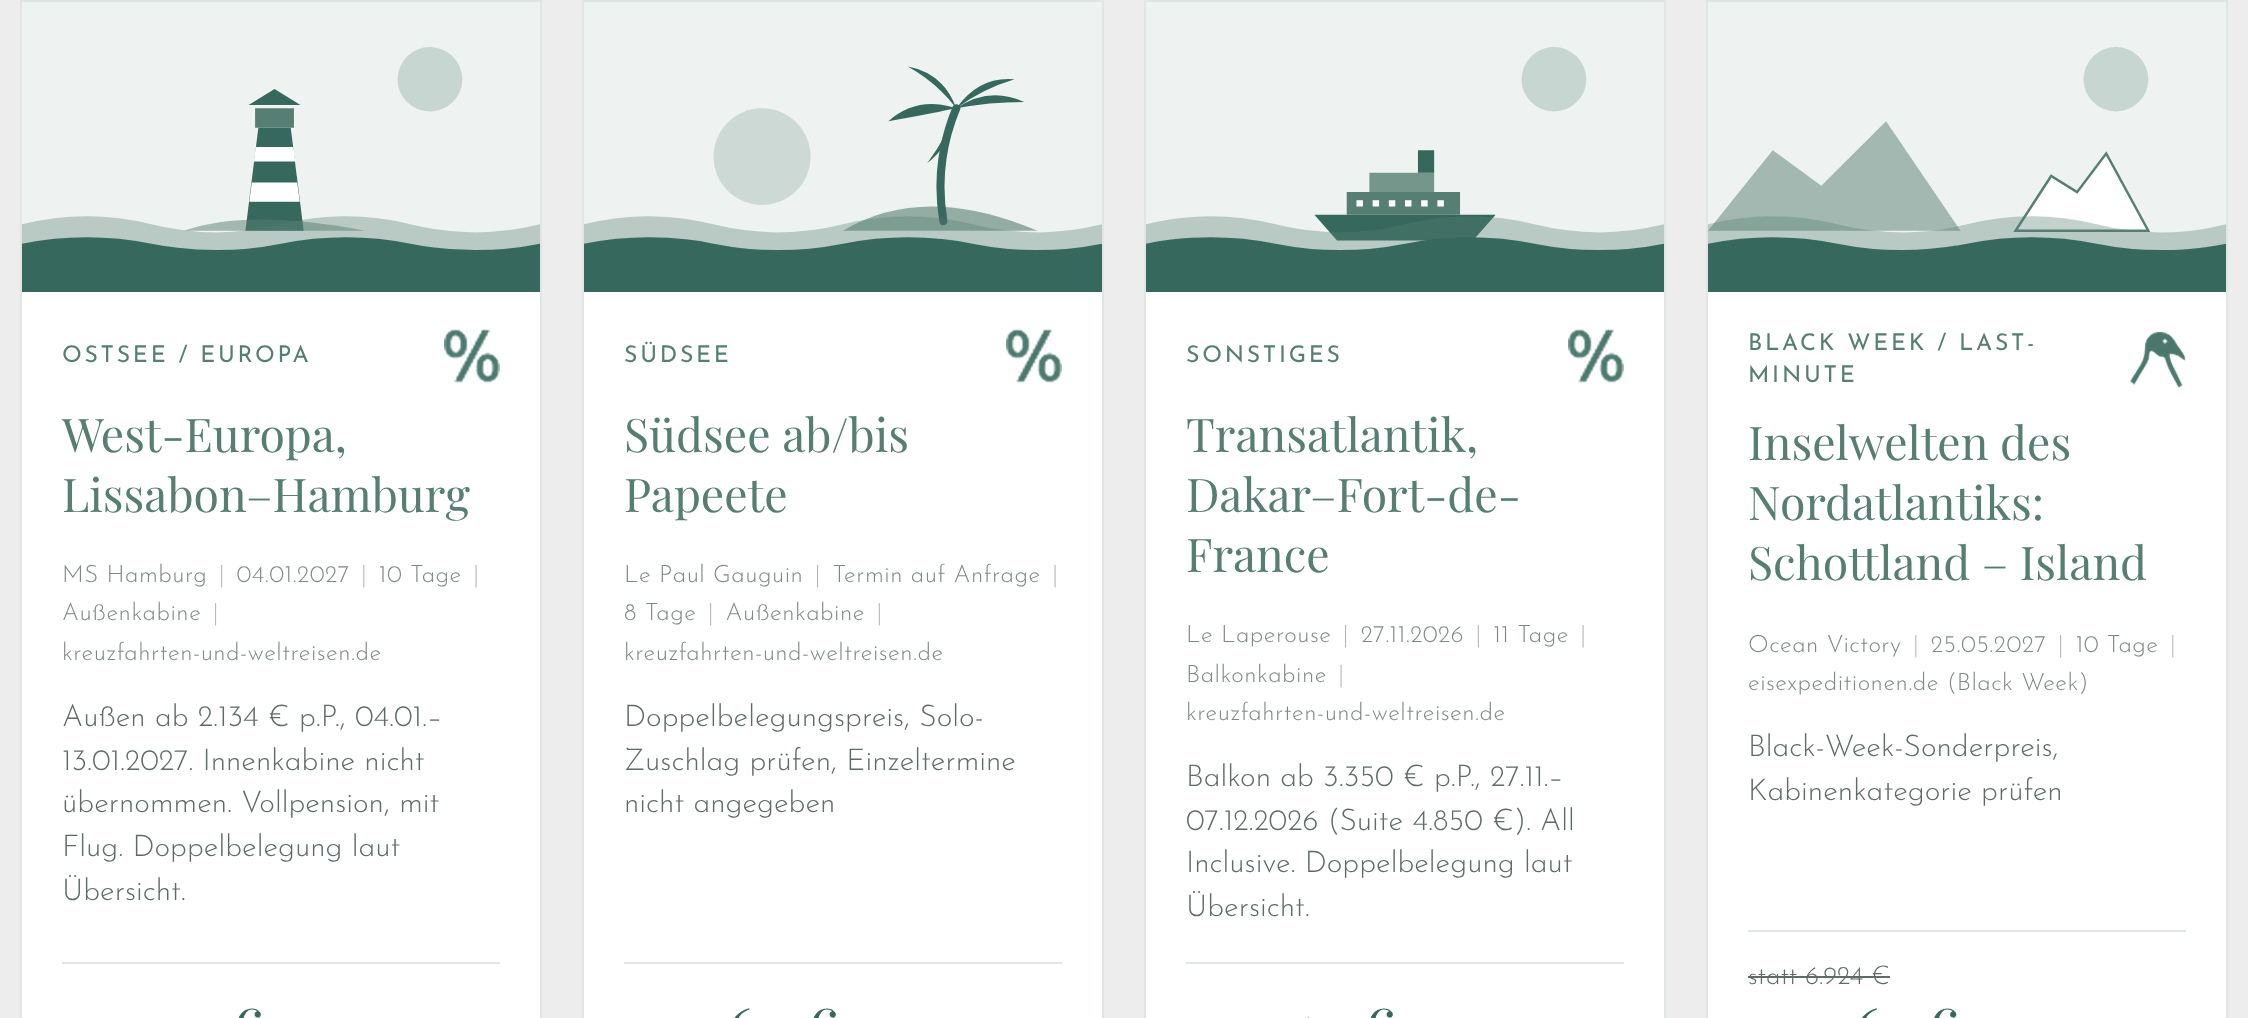 OSTSEE / EUROPA
%
West-Europa,
Lissabon–Hamburg
MS Hamburg | 04.01.2027 | 10 Tage |
Außenkabine |
kreuzfahrten-und-weltreisen.de
Außen ab 2.134 € p.P., 04.01.–
13.01.2027. Innenkabine nicht
übernommen. Vollpension, mit
Flug. Doppelbelegung laut
Übersicht.
SÜDSEE
%
Südsee ab/bis
Papeete
Le Paul Gauguin | Termin auf Anfrage |
8 Tage | Außenkabine |
kreuzfahrten-und-weltreisen.de
Doppelbelegungspreis, Solo-
Zuschlag prüfen, Einzeltermine
nicht angegeben
SONSTIGES
%
Transatlantik,
Dakar–Fort-de-
France
Le Laperouse | 27.11.2026 | 11 Tage |
Balkonkabine |
kreuzfahrten-und-weltreisen.de
Balkon ab 3.350 € p.P., 27.11.–
07.12.2026 (Suite 4.850 €). All
Inclusive. Doppelbelegung laut
Übersicht.
BLACK WEEK / LAST-
MINUTE
Inselwelten des
Nordatlantiks:
Schottland – Island
Ocean Victory | 25.05.2027 | 10 Tage |
eisexpeditionen.de (Black Week)
Black-Week-Sonderpreis,
Kabinenkategorie prüfen
statt 6.924 €